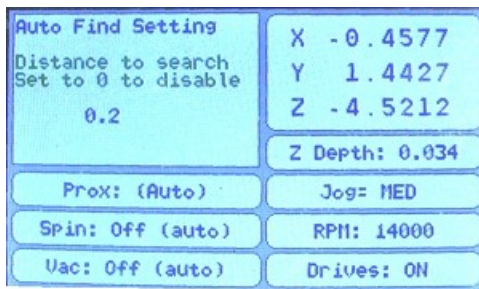 Auto Find Setting
Distance to search
Set to 0 to disable
0.2
X -0.4577
Y 1.4427
Z -4.5212
Z Depth: 0.034
Prox: (Auto)
Jog= MED
Spin: Off (auto)
RPM: 14000
Vac: Off (auto)
Drives: ON